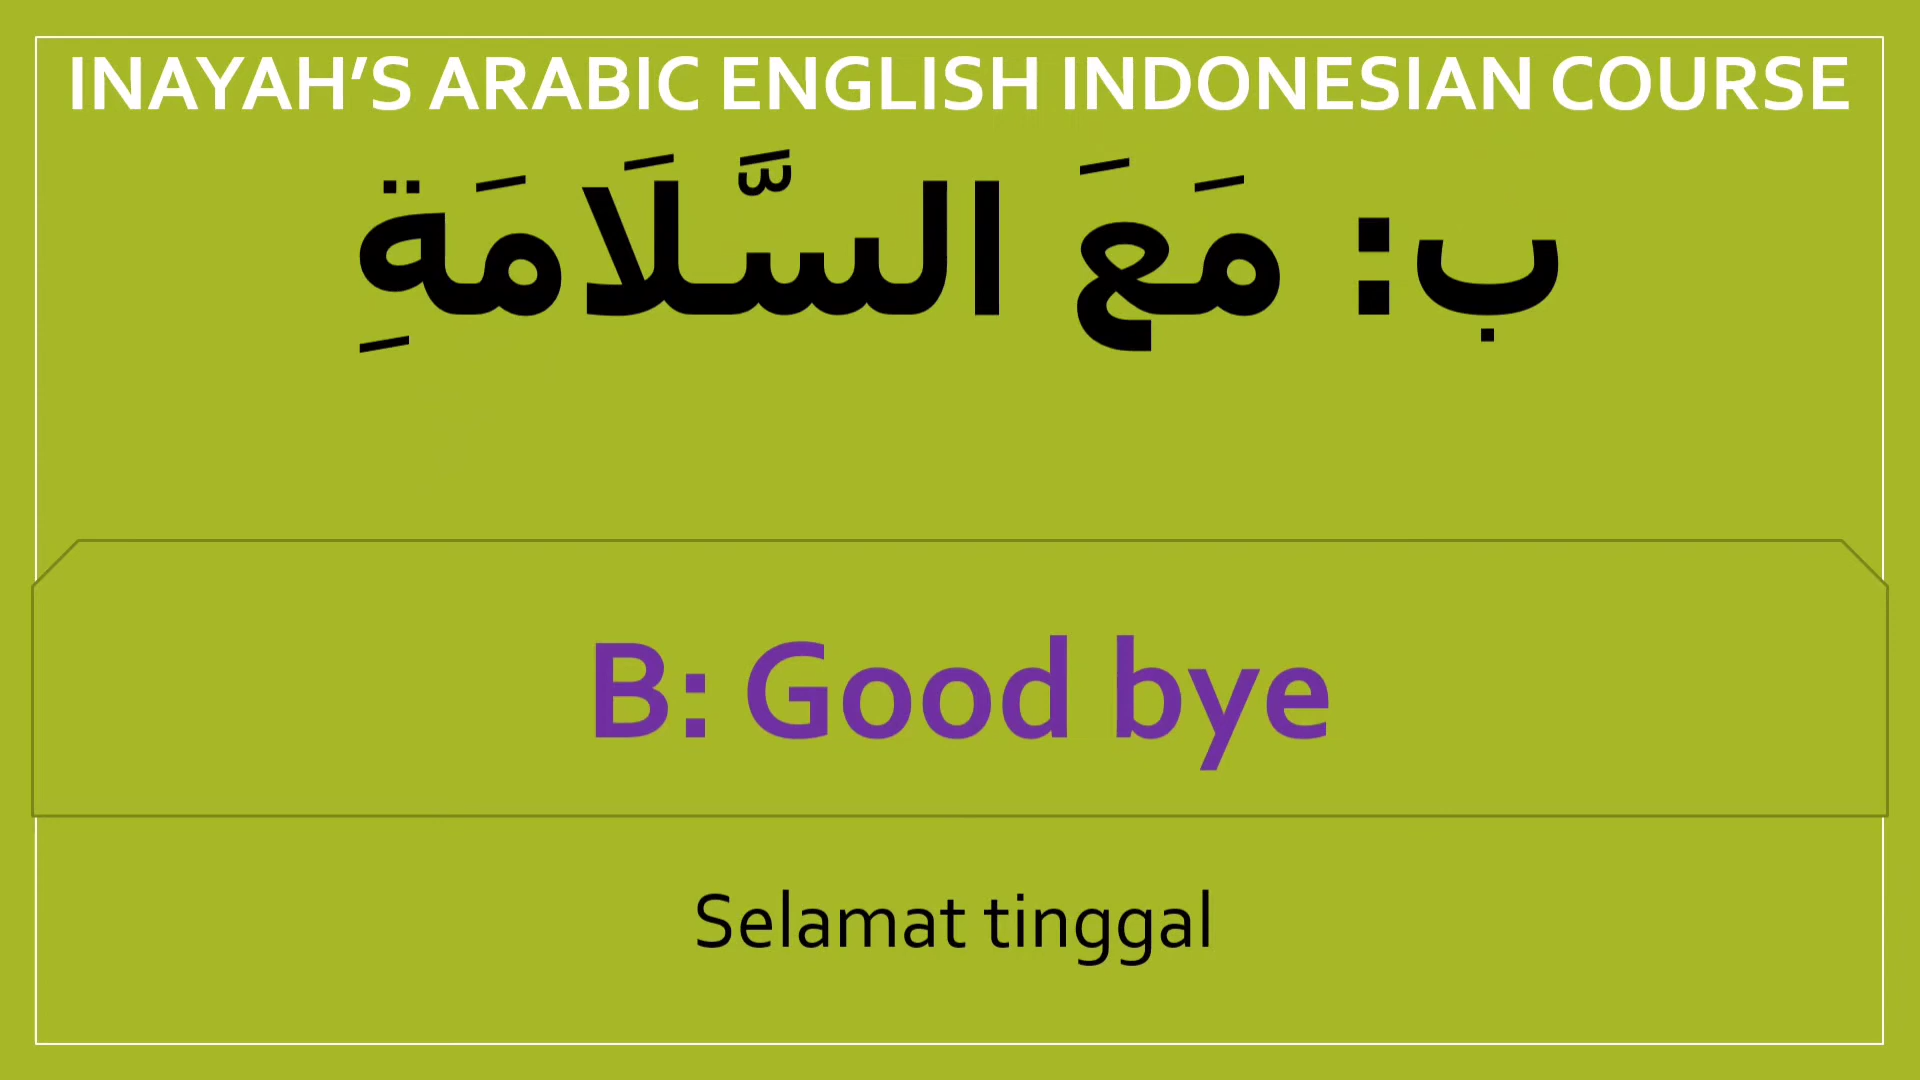 INAYAH’S ARABIC ENGLISH INDONESIAN COURSE
ب: مَعَ السَّلَامَةِ
B: Good bye
Selamat tinggal